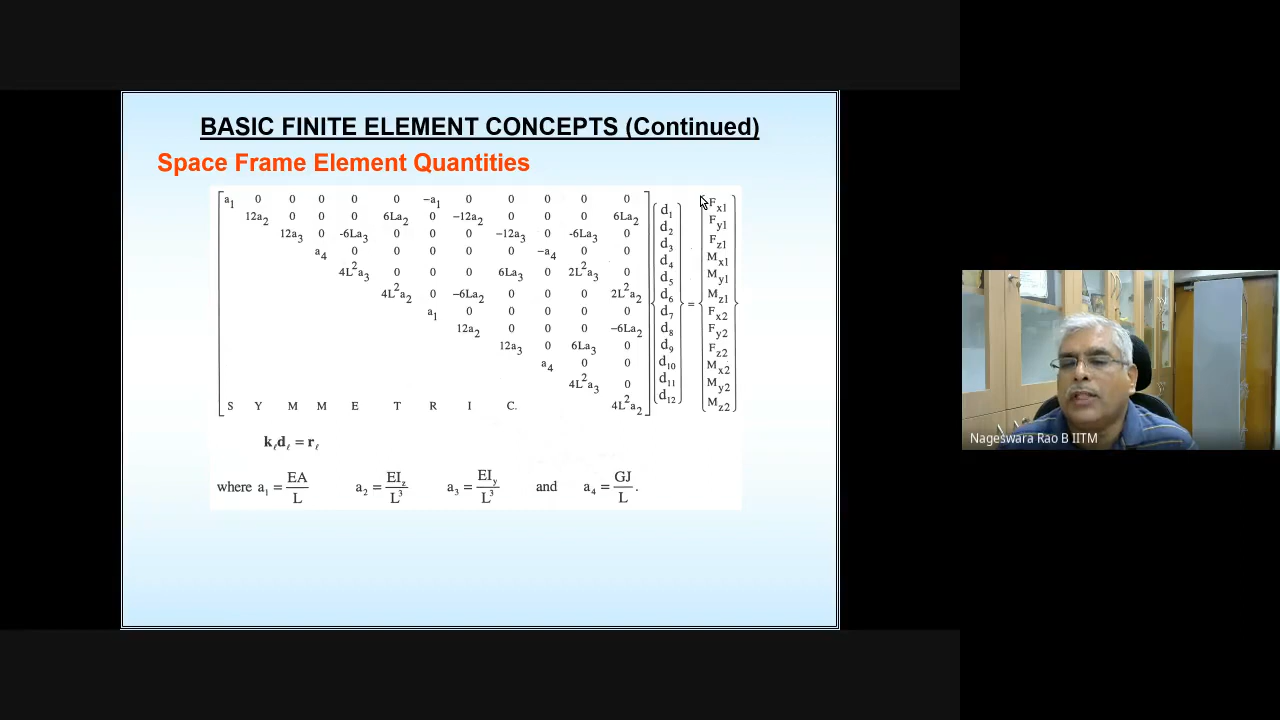 BASIC FINITE ELEMENT CONCEPTS (Continued)
Space Frame Element Quantities
a₁ 0 0 0 0 0 −a₁ 0 0 0 0 0
12a₂ 0 0 0 6La₂ 0 −12a₂ 0 0 0 6La₂
12a₃ 0 -6La₃ 0 0 0 −12a₃ 0 -6La₃ 0
a₄ 0 0 0 0 0 −a₄ 0 0
4L²a₃ 0 0 0 6La₃ 0 2L²a₃ 0
4L²a₂ 0 −6La₂ 0 0 0 2L²a₂
a₁ 0 0 0 0 0
12a₂ 0 0 0 −6La₂
12a₃ 0 6La₃ 0
a₄ 0 0
4L²a₃ 0
S Y M M E T R I C. 4L²a₂
d₁
d₂
d₃
d₄
d₅
d₆
d₇
d₈
d₉
d₁₀
d₁₁
d₁₂
=
Fx1
Fy1
Fz1
Mx1
My1
Mz1
Fx2
Fy2
Fz2
Mx2
My2
Mz2
kℓdℓ = rℓ
where a₁ = EA/L a₂ = EIz/L³ a₃ = EIy/L³ and a₄ = GJ/L.
Nageswara Rao B IITM